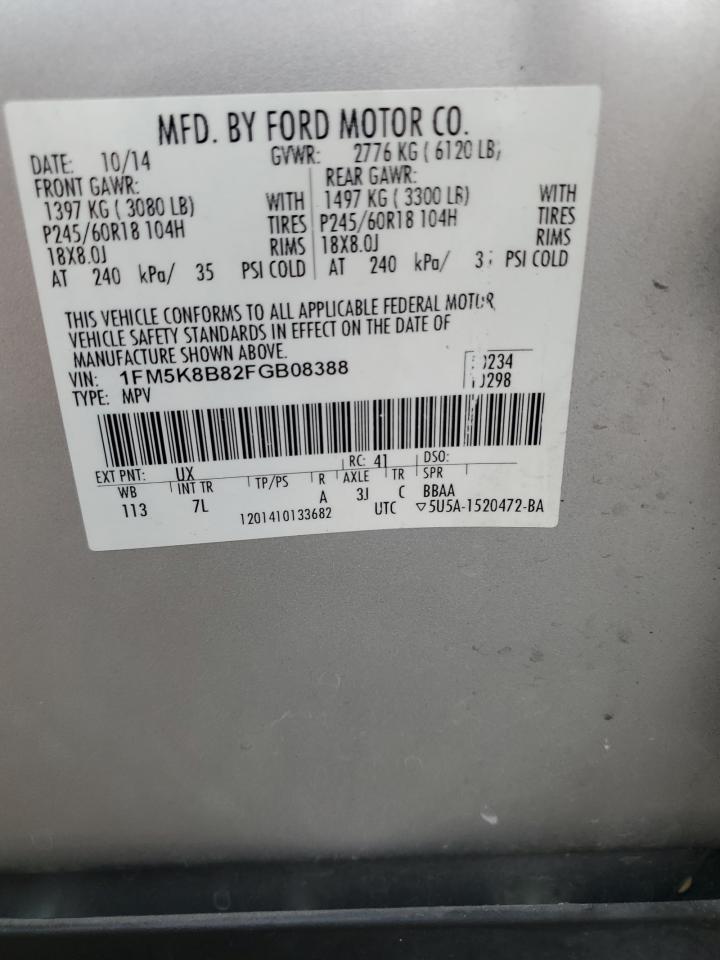 MFD. BY FORD MOTOR CO.
DATE: 10/14 GVWR: 2776 KG ( 6120 LB)
FRONT GAWR: REAR GAWR:
1397 KG ( 3080 LB) WITH 1497 KG ( 3300 LB) WITH
P245/60R18 104H TIRES P245/60R18 104H TIRES
18X8.0J RIMS 18X8.0J RIMS
AT 240 kPa/ 35 PSI COLD AT 240 kPa/ PSI COLD
THIS VEHICLE CONFORMS TO ALL APPLICABLE FEDERAL MOTOR
VEHICLE SAFETY STANDARDS IN EFFECT ON THE DATE OF
MANUFACTURE SHOWN ABOVE.
VIN: 1FM5K8B82FGB08388
TYPE: MPV
EXT PNT: UX RC: 41 DSO:
WB INT TR TP/PS R AXLE TR SPR
113 7L A 3J C BBAA
1201410133682 UTC ▽5U5A-1520472-BA